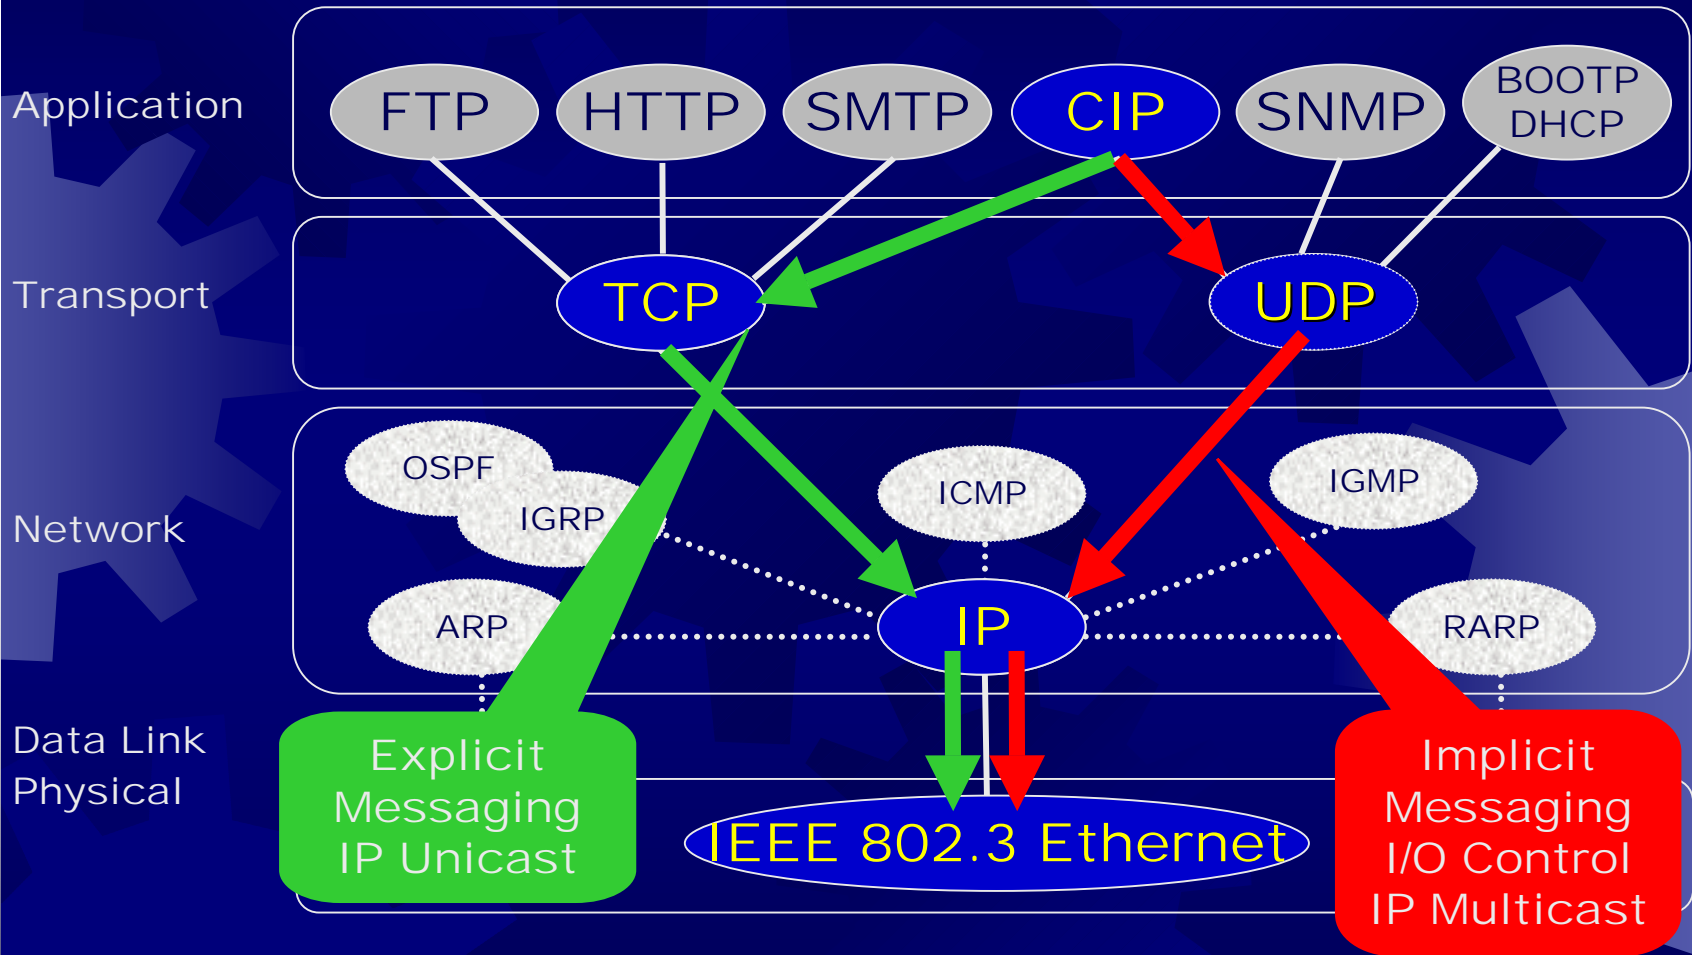 Application
FTP
HTTP
SMTP
CIP
SNMP
BOOTP
DHCP
Transport
TCP
UDP
Network
OSPF
IGRP
ICMP
IGMP
ARP
IP
RARP
Data Link
Physical
Explicit
Messaging
IP Unicast
IEEE 802.3 Ethernet
Implicit
Messaging
I/O Control
IP Multicast